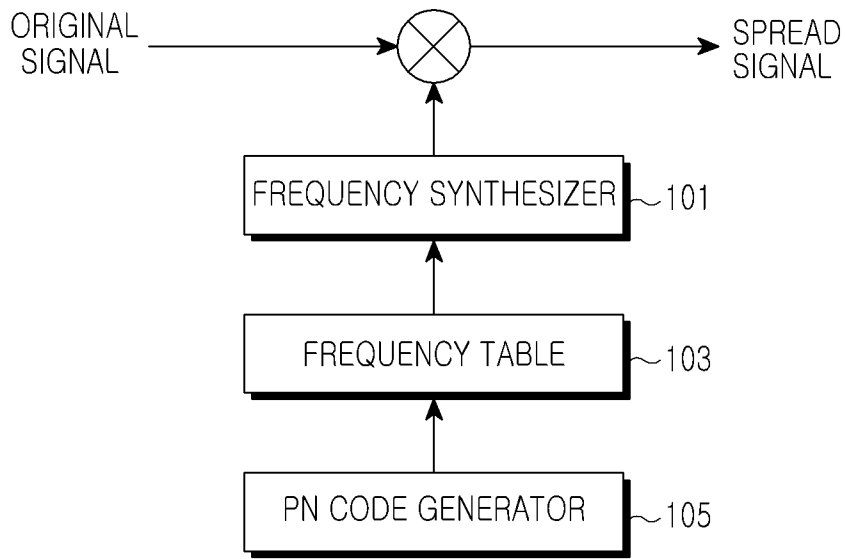 ORIGINAL
SIGNAL
SPREAD
SIGNAL
FREQUENCY SYNTHESIZER
101
FREQUENCY TABLE
103
PN CODE GENERATOR
105